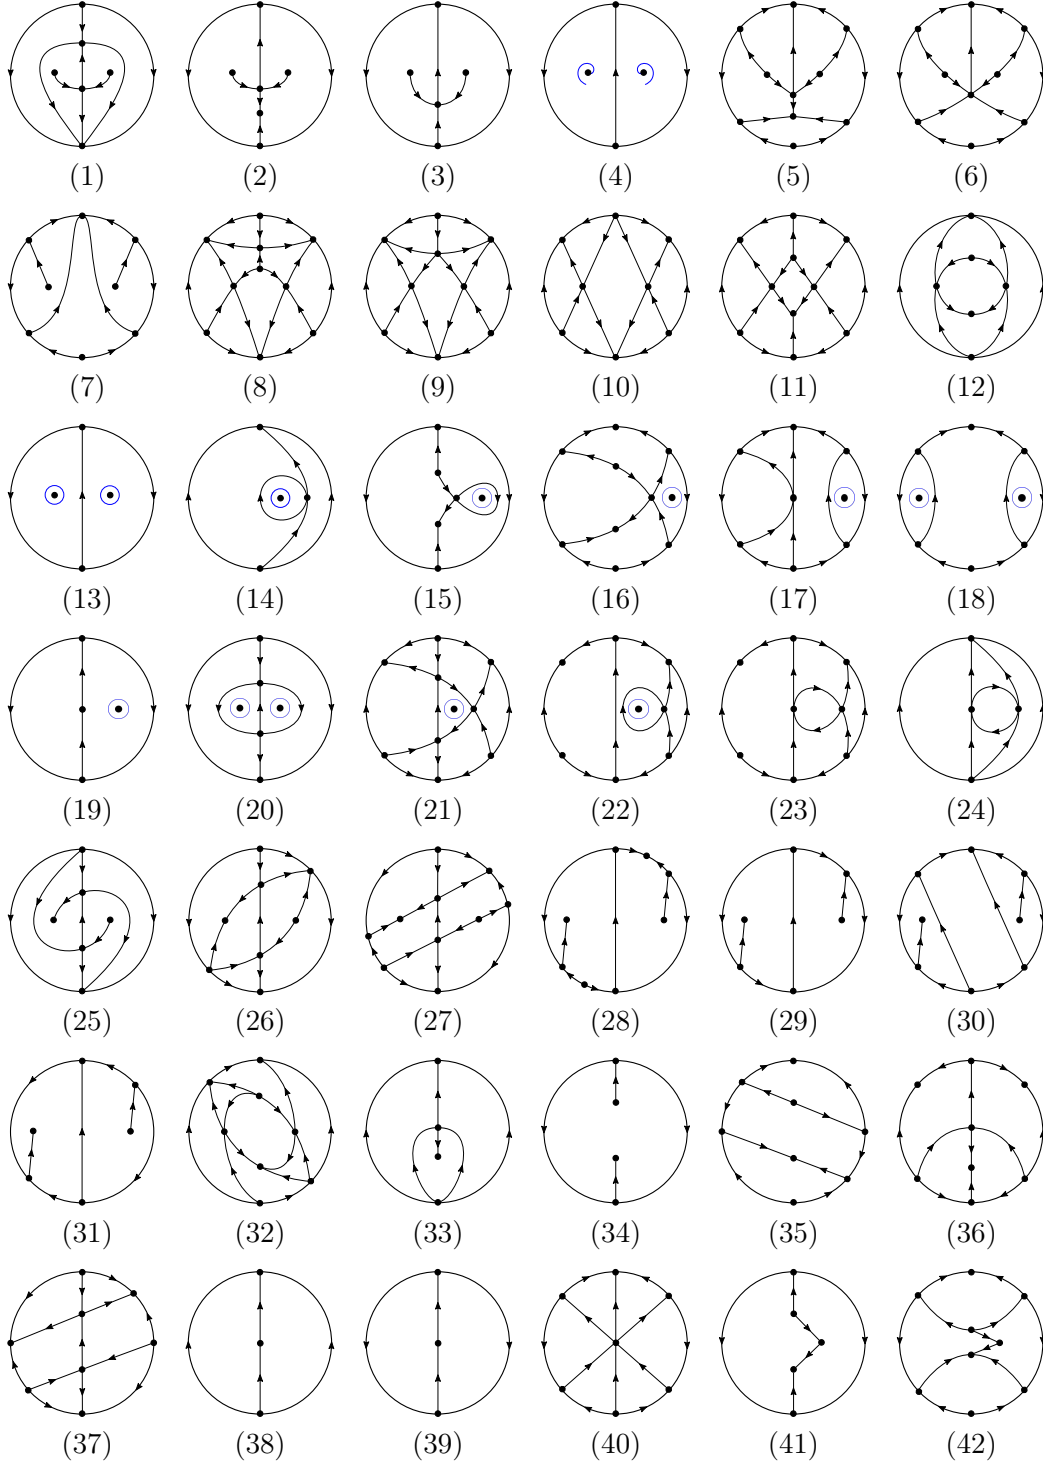 (1) (2) (3) (4) (5) (6)
(7) (8) (9) (10) (11) (12)
(13) (14) (15) (16) (17) (18)
(19) (20) (21) (22) (23) (24)
(25) (26) (27) (28) (29) (30)
(31) (32) (33) (34) (35) (36)
(37) (38) (39) (40) (41) (42)